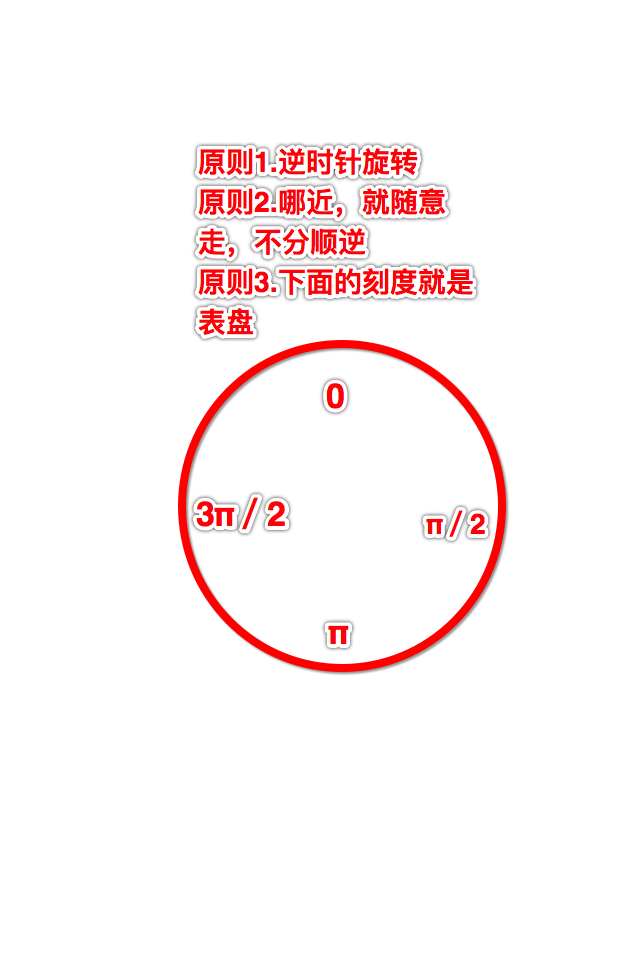 原则1.逆时针旋转
原则2.哪近，就随意
走，不分顺逆
原则3.下面的刻度就是
表盘
0
3π / 2
π / 2
π